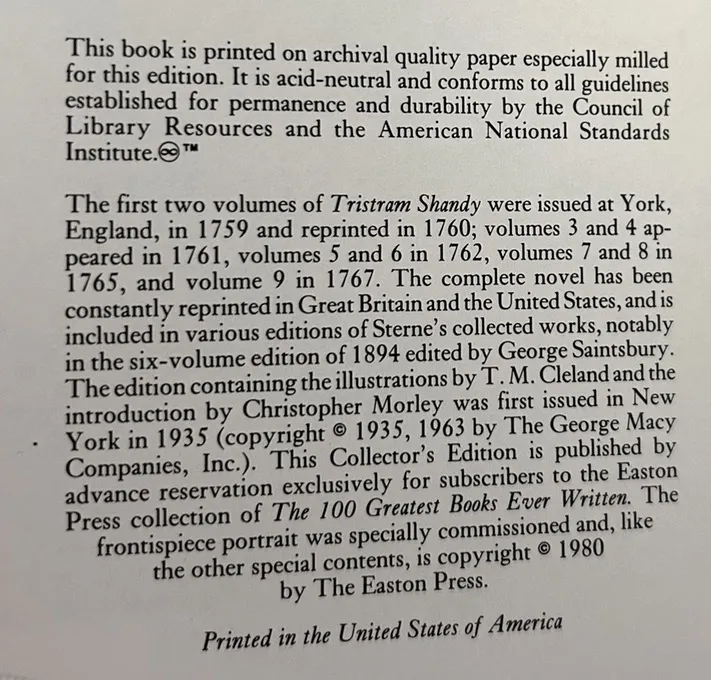 This book is printed on archival quality paper especially milled
for this edition. It is acid-neutral and conforms to all guidelines
established for permanence and durability by the Council of
Library Resources and the American National Standards
Institute.♾™
The first two volumes of Tristram Shandy were issued at York,
England, in 1759 and reprinted in 1760; volumes 3 and 4 ap-
peared in 1761, volumes 5 and 6 in 1762, volumes 7 and 8 in
1765, and volume 9 in 1767. The complete novel has been
constantly reprinted in Great Britain and the United States, and is
included in various editions of Sterne's collected works, notably
in the six-volume edition of 1894 edited by George Saintsbury.
The edition containing the illustrations by T. M. Cleland and the
introduction by Christopher Morley was first issued in New
York in 1935 (copyright © 1935, 1963 by The George Macy
Companies, Inc.). This Collector's Edition is published by
advance reservation exclusively for subscribers to the Easton
Press collection of The 100 Greatest Books Ever Written. The
frontispiece portrait was specially commissioned and, like
the other special contents, is copyright © 1980
by The Easton Press.
Printed in the United States of America